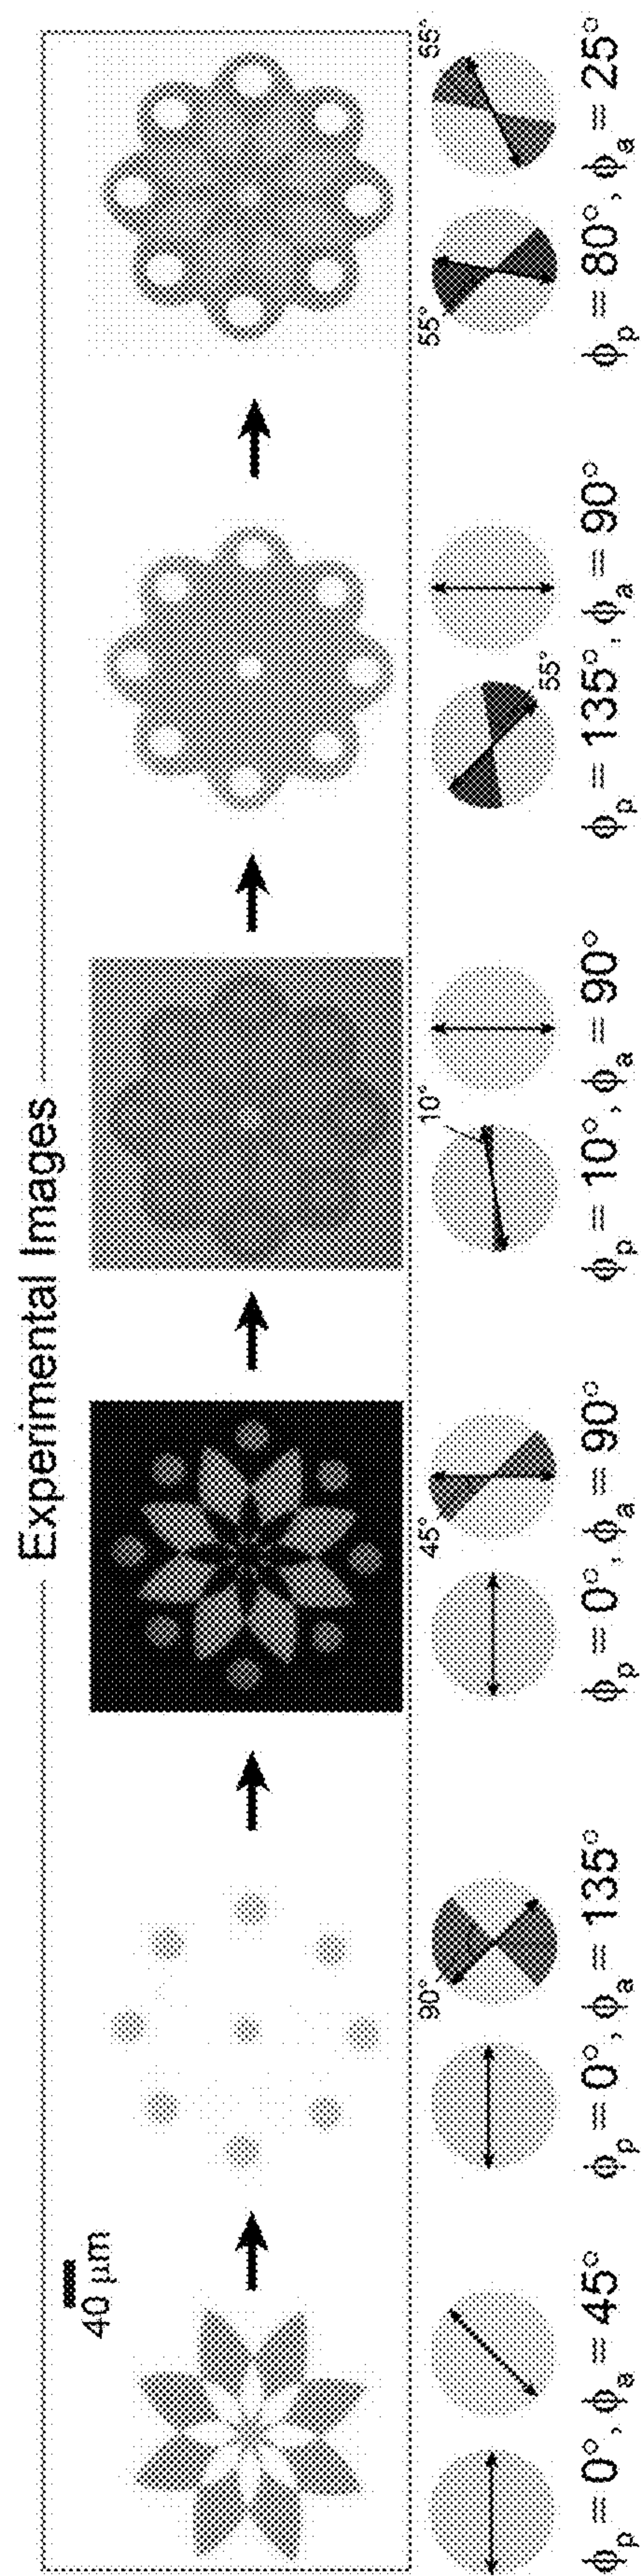 Experimental Images
40 μm
90°
45°
10°
55°
55°
55°
ϕp = 0°, ϕa = 45°
ϕp = 0°, ϕa = 135°
ϕp = 0°, ϕa = 90°
ϕp = 10°, ϕa = 90°
ϕp = 135°, ϕa = 90°
ϕp = 80°, ϕa = 25°